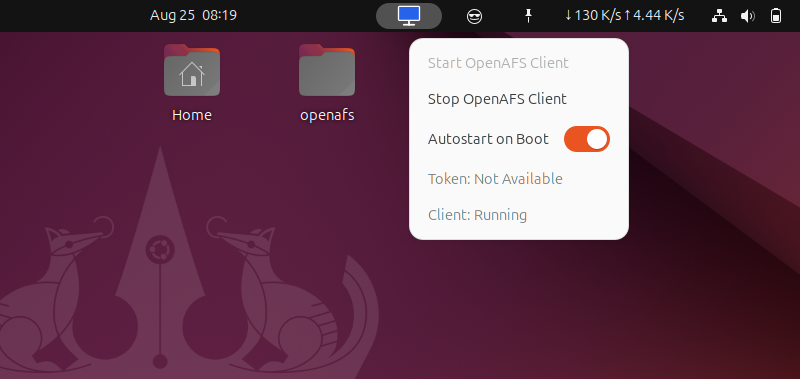 Aug 25 08:19
↓130 K/s↑4.44 K/s
Home
openafs
Start OpenAFS Client
Stop OpenAFS Client
Autostart on Boot
Token: Not Available
Client: Running